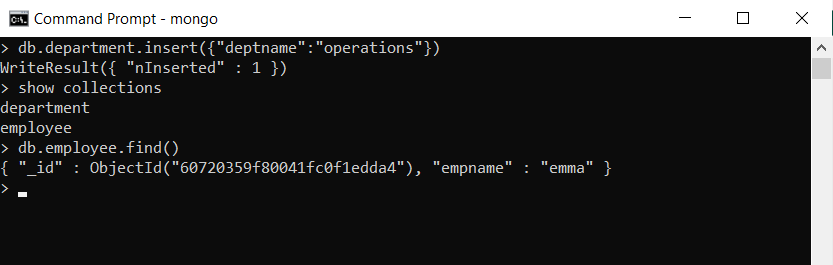 Command Prompt - mongo
> db.department.insert({"deptname":"operations"})
WriteResult({ "nInserted" : 1 })
> show collections
department
employee
> db.employee.find()
{ "_id" : ObjectId("60720359f80041fc0f1edda4"), "empname" : "emma" }
>